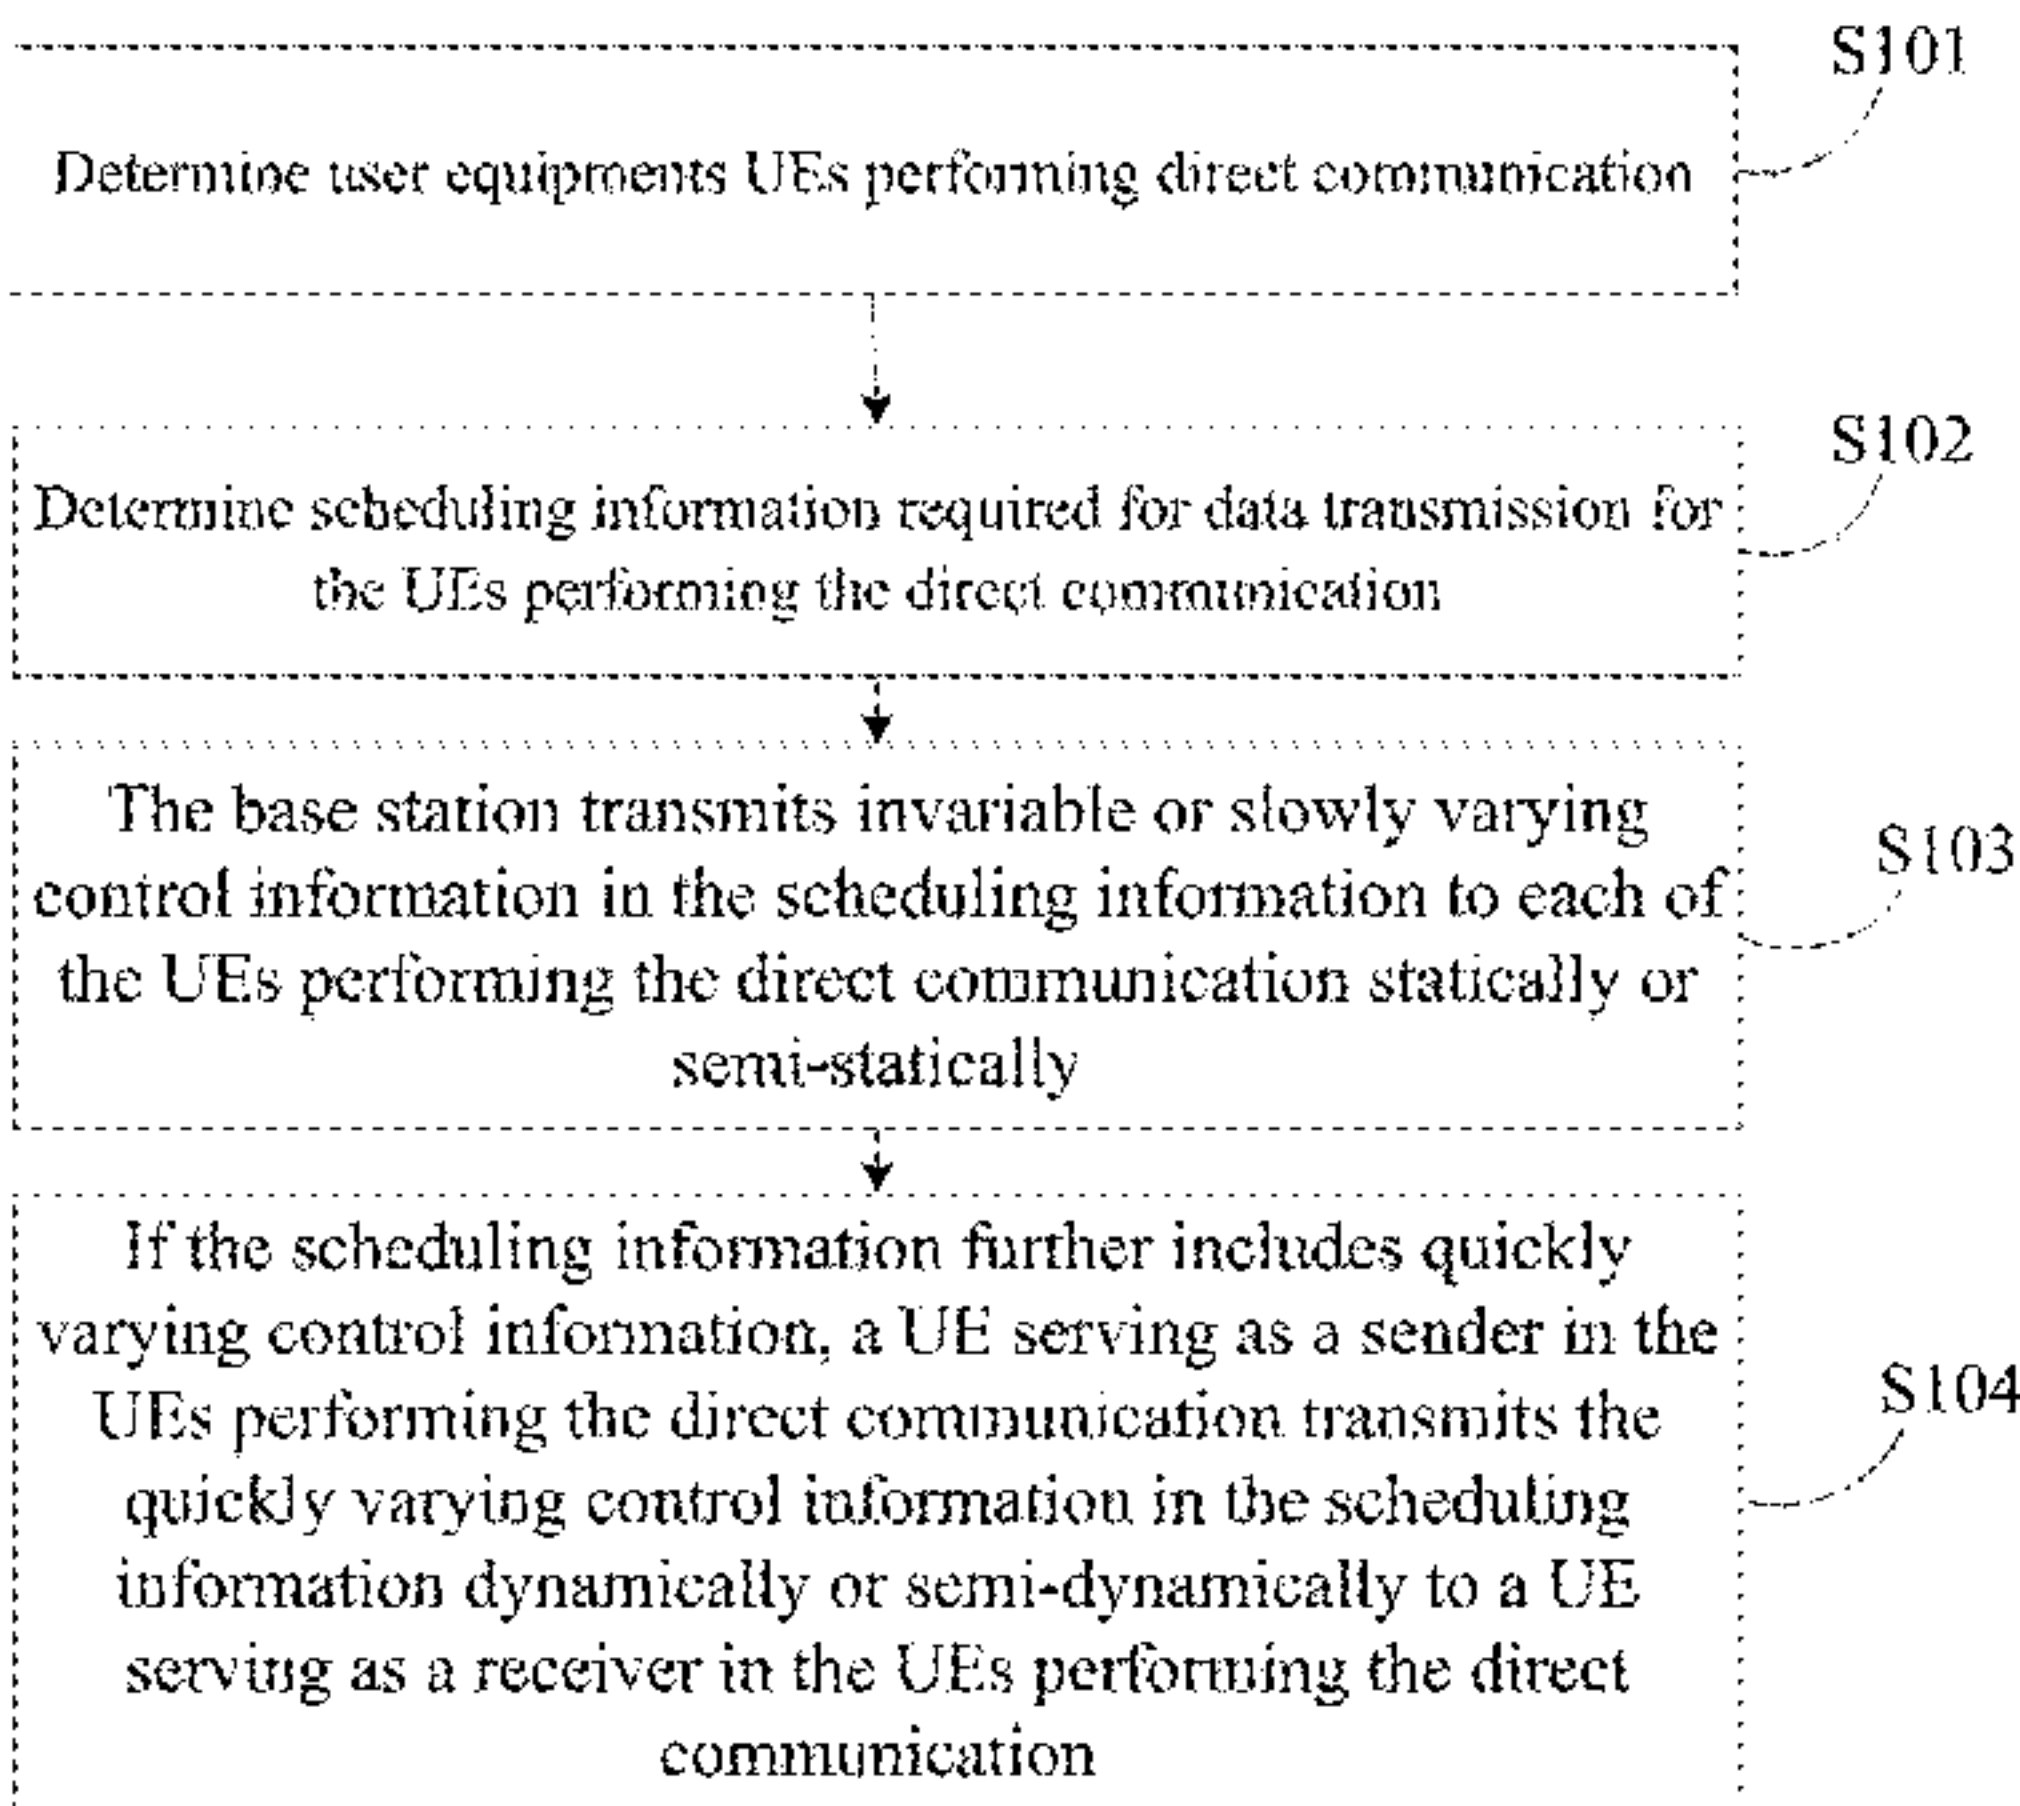 S101
Determine user equipments UEs performing direct communication
S102
Determine scheduling information required for data transmission for
the UEs performing the direct communication
The base station transmits invariable or slowly varying
control information in the scheduling information to each of
the UEs performing the direct communication statically or
semi-statically
S103
If the scheduling information further includes quickly
varying control information, a UE serving as a sender in the
UEs performing the direct communication transmits the
quickly varying control information in the scheduling
information dynamically or semi-dynamically to a UE
serving as a receiver in the UEs performing the direct
communication
S104